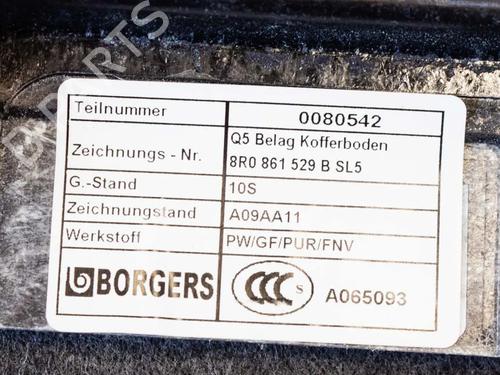 B-PARTS
Teilnummer 0080542
Q5 Belag Kofferboden
Zeichnungs - Nr. 8R0 861 529 B SL5
G.-Stand 10S
Zeichnungstand A09AA11
Werkstoff PW/GF/PUR/FNV
BORGERS CCC S A065093